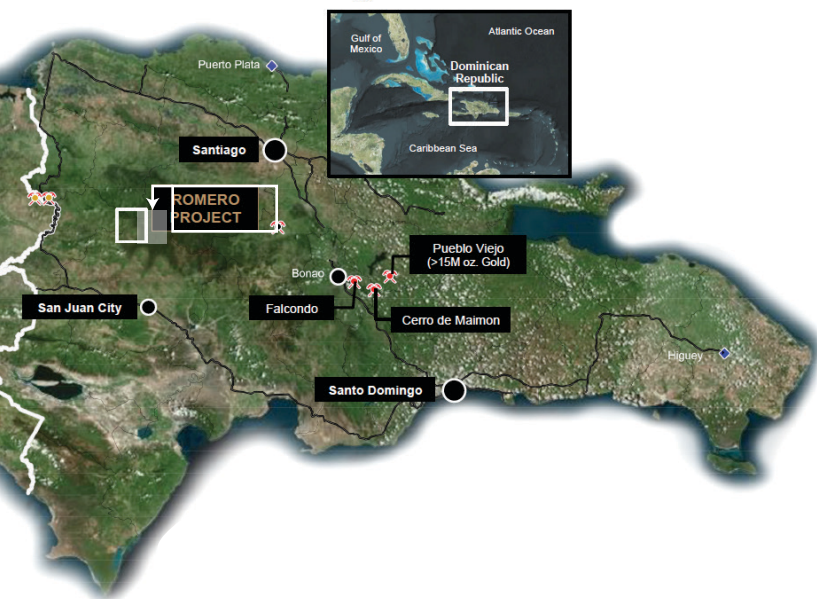 Gulf of
Mexico
Atlantic Ocean
Dominican
Republic
Caribbean Sea
Puerto Plata
Santiago
ROMERO
PROJECT
Pueblo Viejo
(>15M oz. Gold)
Bonao
Falcondo
Cerro de Maimon
San Juan City
Higuey
Santo Domingo